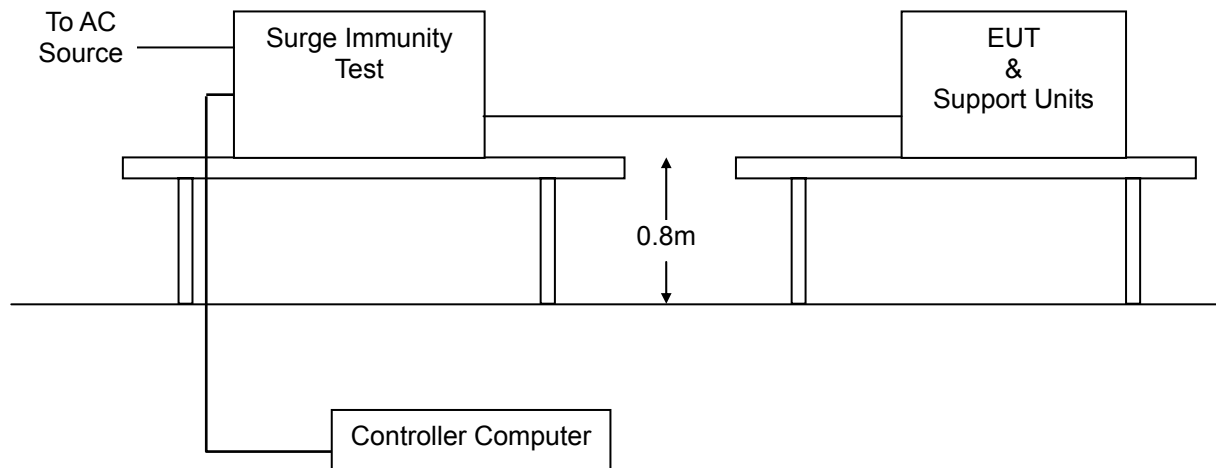 To AC
Source
Surge Immunity
Test
EUT
&
Support Units
0.8m
Controller Computer